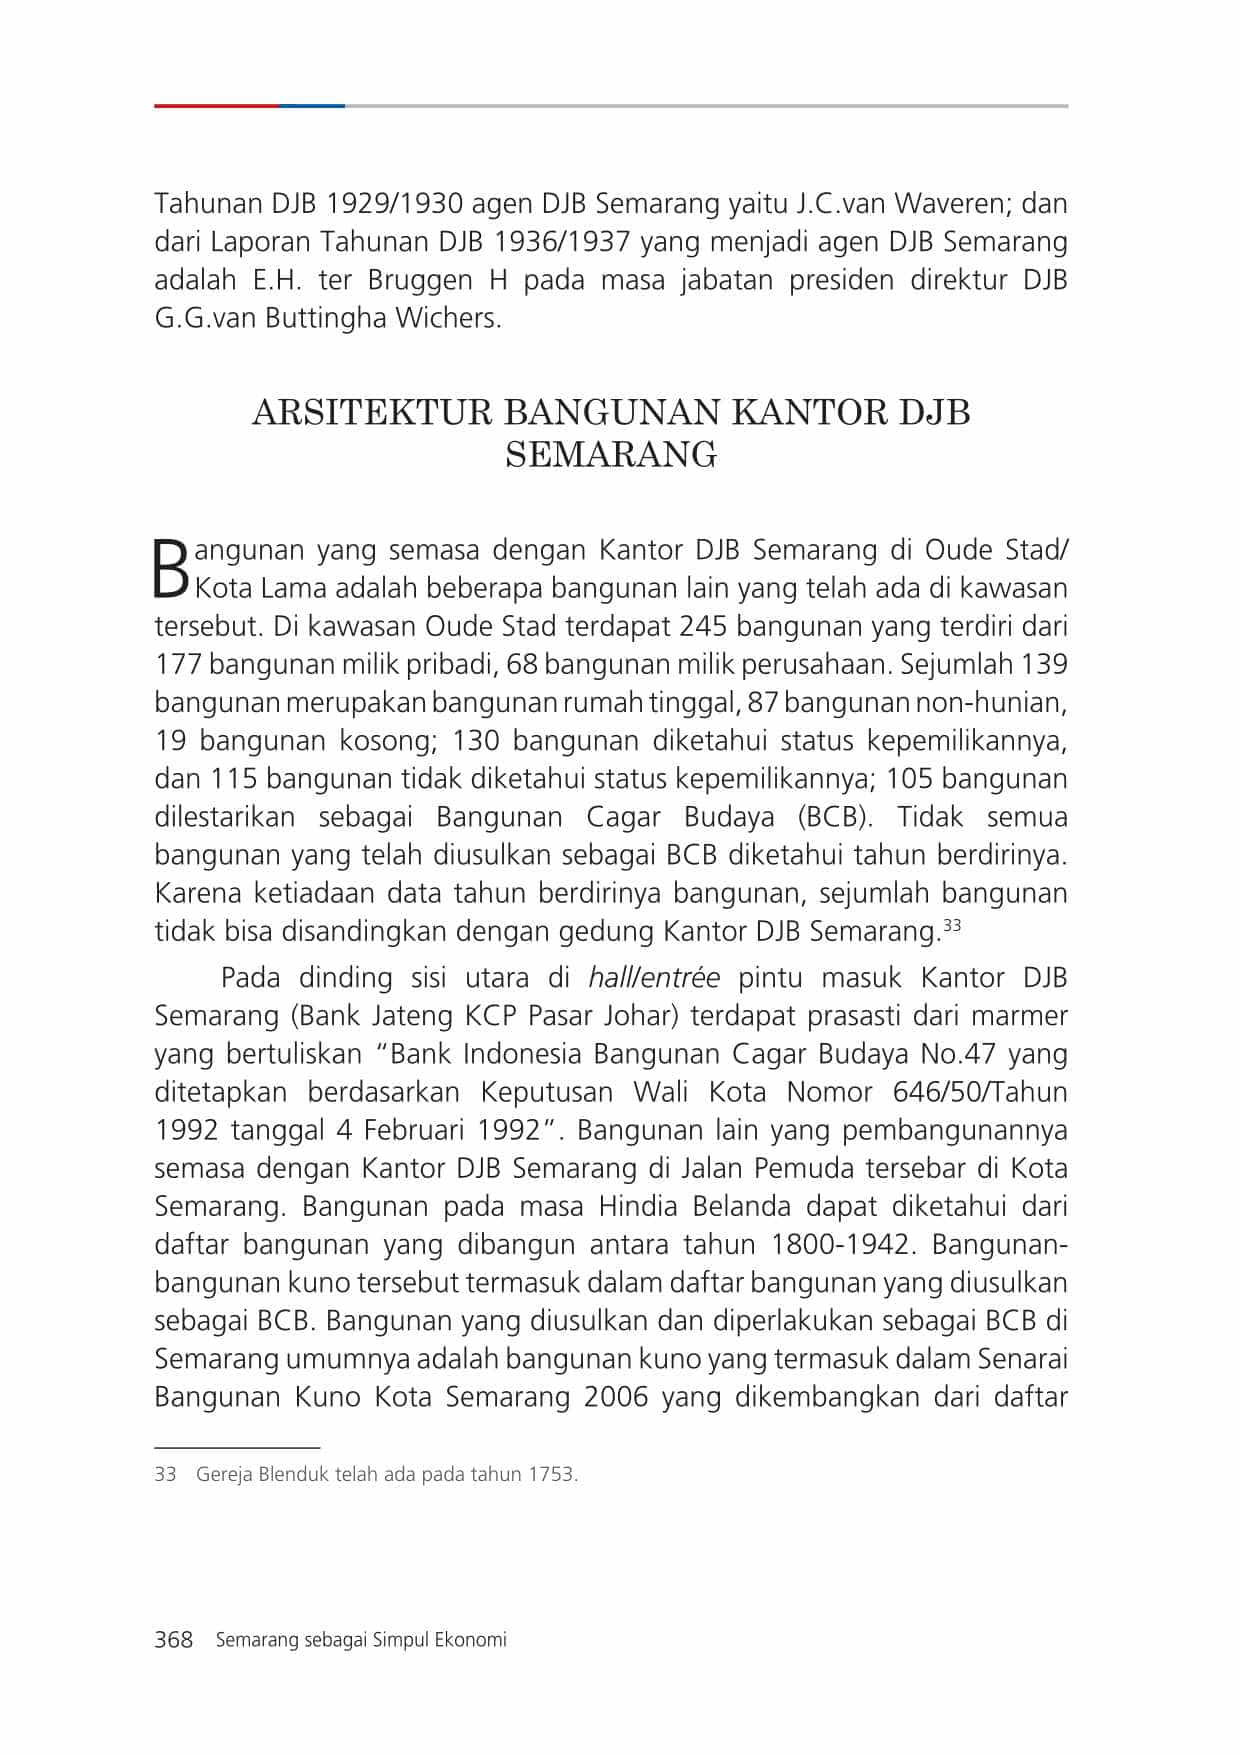 Tahunan DJB 1929/1930 agen DJB Semarang yaitu J.C.van Waveren; dan
dari Laporan Tahunan DJB 1936/1937 yang menjadi agen DJB Semarang
adalah E.H. ter Bruggen H pada masa jabatan presiden direktur DJB
G.G.van Buttingha Wichers.
ARSITEKTUR BANGUNAN KANTOR DJB
SEMARANG
Bangunan yang semasa dengan Kantor DJB Semarang di Oude Stad/
Kota Lama adalah beberapa bangunan lain yang telah ada di kawasan
tersebut. Di kawasan Oude Stad terdapat 245 bangunan yang terdiri dari
177 bangunan milik pribadi, 68 bangunan milik perusahaan. Sejumlah 139
bangunan merupakan bangunan rumah tinggal, 87 bangunan non-hunian,
19 bangunan kosong; 130 bangunan diketahui status kepemilikannya,
dan 115 bangunan tidak diketahui status kepemilikannya; 105 bangunan
dilestarikan sebagai Bangunan Cagar Budaya (BCB). Tidak semua
bangunan yang telah diusulkan sebagai BCB diketahui tahun berdirinya.
Karena ketiadaan data tahun berdirinya bangunan, sejumlah bangunan
tidak bisa disandingkan dengan gedung Kantor DJB Semarang.33
Pada dinding sisi utara di hall/entrée pintu masuk Kantor DJB
Semarang (Bank Jateng KCP Pasar Johar) terdapat prasasti dari marmer
yang bertuliskan “Bank Indonesia Bangunan Cagar Budaya No.47 yang
ditetapkan berdasarkan Keputusan Wali Kota Nomor 646/50/Tahun
1992 tanggal 4 Februari 1992”. Bangunan lain yang pembangunannya
semasa dengan Kantor DJB Semarang di Jalan Pemuda tersebar di Kota
Semarang. Bangunan pada masa Hindia Belanda dapat diketahui dari
daftar bangunan yang dibangun antara tahun 1800-1942. Bangunan-
bangunan kuno tersebut termasuk dalam daftar bangunan yang diusulkan
sebagai BCB. Bangunan yang diusulkan dan diperlakukan sebagai BCB di
Semarang umumnya adalah bangunan kuno yang termasuk dalam Senarai
Bangunan Kuno Kota Semarang 2006 yang dikembangkan dari daftar
33 Gereja Blenduk telah ada pada tahun 1753.
368 Semarang sebagai Simpul Ekonomi